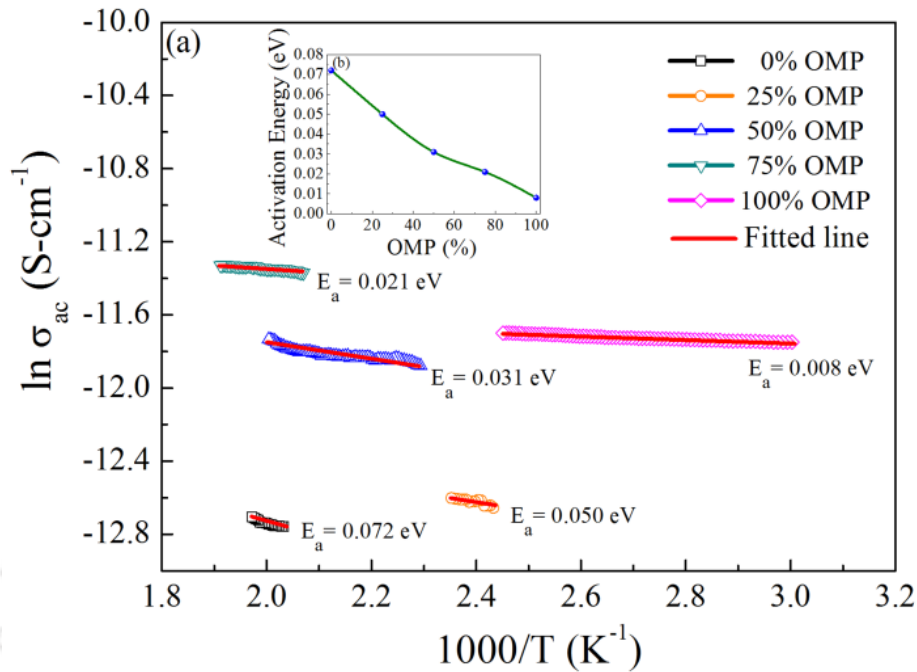 (a)
(b)
0.08
0.07
0.06
0.05
0.04
0.03
0.02
0.01
0.00
0 20 40 60 80 100
Activation Energy (eV)
OMP (%)
0% OMP
25% OMP
50% OMP
75% OMP
100% OMP
Fitted line
Eₐ = 0.021 eV
Eₐ = 0.031 eV
Eₐ = 0.008 eV
Eₐ = 0.072 eV
Eₐ = 0.050 eV
-10.0
-10.4
-10.8
-11.2
-11.6
-12.0
-12.4
-12.8
ln σ_ac (S-cm⁻¹)
1.8 2.0 2.2 2.4 2.6 2.8 3.0 3.2
1000/T (K⁻¹)